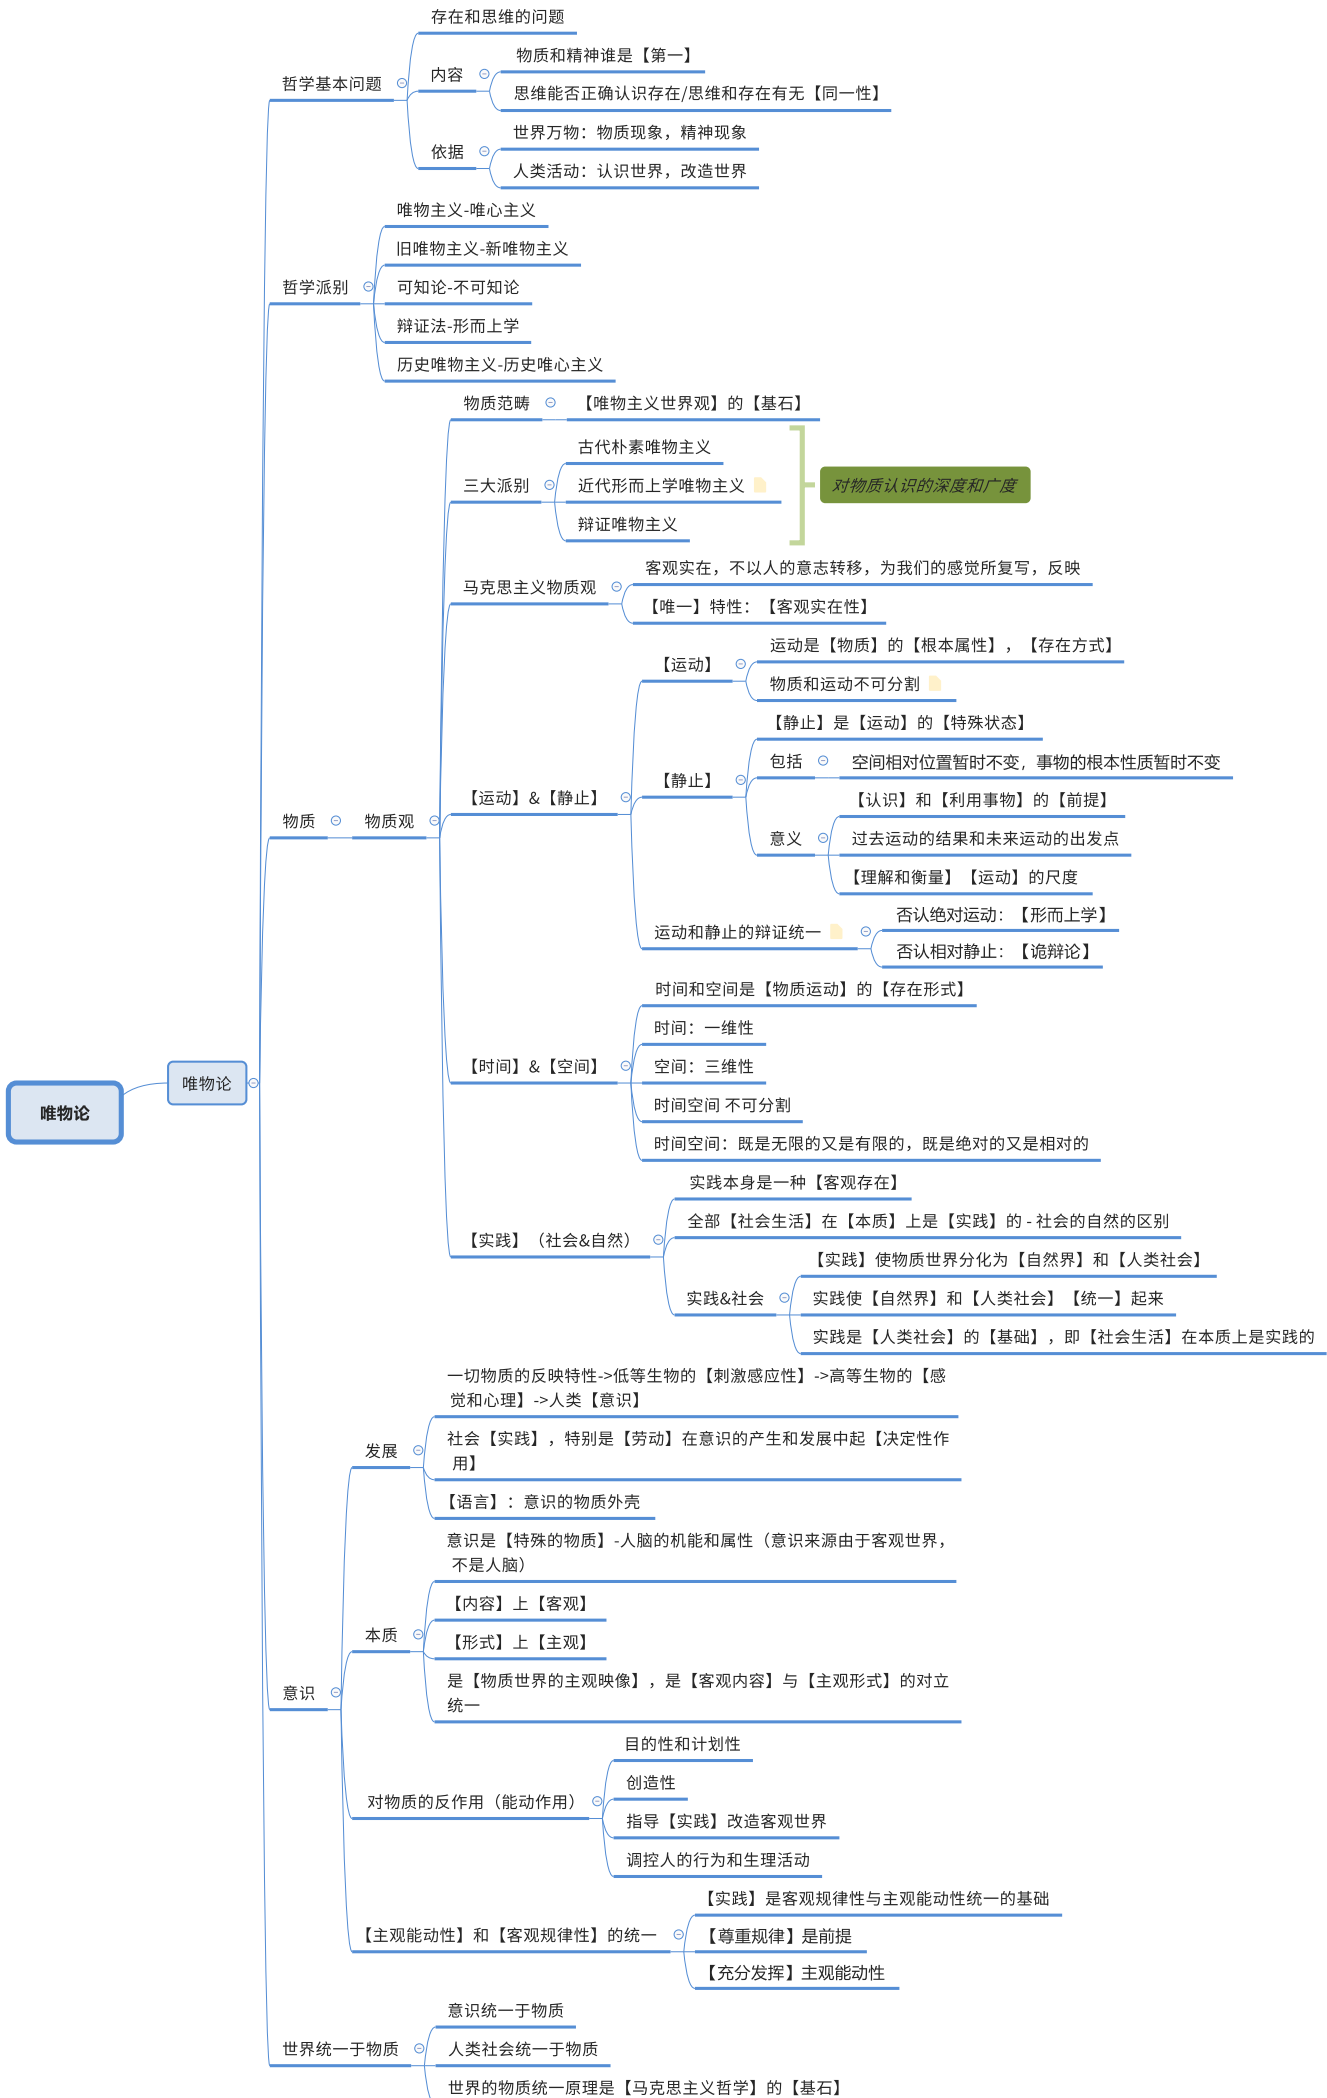 存在和思维的问题
哲学基本问题
内容
物质和精神谁是【第一】
思维能否正确认识存在/思维和存在有无【同一性】
依据
世界万物：物质现象，精神现象
人类活动：认识世界，改造世界
哲学派别
唯物主义-唯心主义
旧唯物主义-新唯物主义
可知论-不可知论
辩证法-形而上学
历史唯物主义-历史唯心主义
物质
物质观
物质范畴
【唯物主义世界观】的【基石】
三大派别
古代朴素唯物主义
近代形而上学唯物主义
辩证唯物主义
对物质认识的深度和广度
马克思主义物质观
客观实在，不以人的意志转移，为我们的感觉所复写，反映
【唯一】特性：【客观实在性】
【运动】&【静止】
【运动】
运动是【物质】的【根本属性】，【存在方式】
物质和运动不可分割
【静止】
【静止】是【运动】的【特殊状态】
包括
空间相对位置暂时不变，事物的根本性质暂时不变
意义
【认识】和【利用事物】的【前提】
过去运动的结果和未来运动的出发点
【理解和衡量】【运动】的尺度
运动和静止的辩证统一
否认绝对运动：【形而上学】
否认相对静止：【诡辩论】
【时间】&【空间】
时间和空间是【物质运动】的【存在形式】
时间：一维性
空间：三维性
时间空间 不可分割
时间空间：既是无限的又是有限的，既是绝对的又是相对的
【实践】（社会&自然）
实践本身是一种【客观存在】
全部【社会生活】在【本质】上是【实践】的 - 社会的自然的区别
实践&社会
【实践】使物质世界分化为【自然界】和【人类社会】
实践使【自然界】和【人类社会】【统一】起来
实践是【人类社会】的【基础】，即【社会生活】在本质上是实践的
唯物论
唯物论
意识
发展
一切物质的反映特性->低等生物的【刺激感应性】->高等生物的【感
觉和心理】->人类【意识】
社会【实践】，特别是【劳动】在意识的产生和发展中起【决定性作
用】
【语言】：意识的物质外壳
本质
意识是【特殊的物质】-人脑的机能和属性（意识来源由于客观世界，
不是人脑）
【内容】上【客观】
【形式】上【主观】
是【物质世界的主观映像】，是【客观内容】与【主观形式】的对立
统一
对物质的反作用（能动作用）
目的性和计划性
创造性
指导【实践】改造客观世界
调控人的行为和生理活动
【主观能动性】和【客观规律性】的统一
【实践】是客观规律性与主观能动性统一的基础
【尊重规律】是前提
【充分发挥】主观能动性
世界统一于物质
意识统一于物质
人类社会统一于物质
世界的物质统一原理是【马克思主义哲学】的【基石】